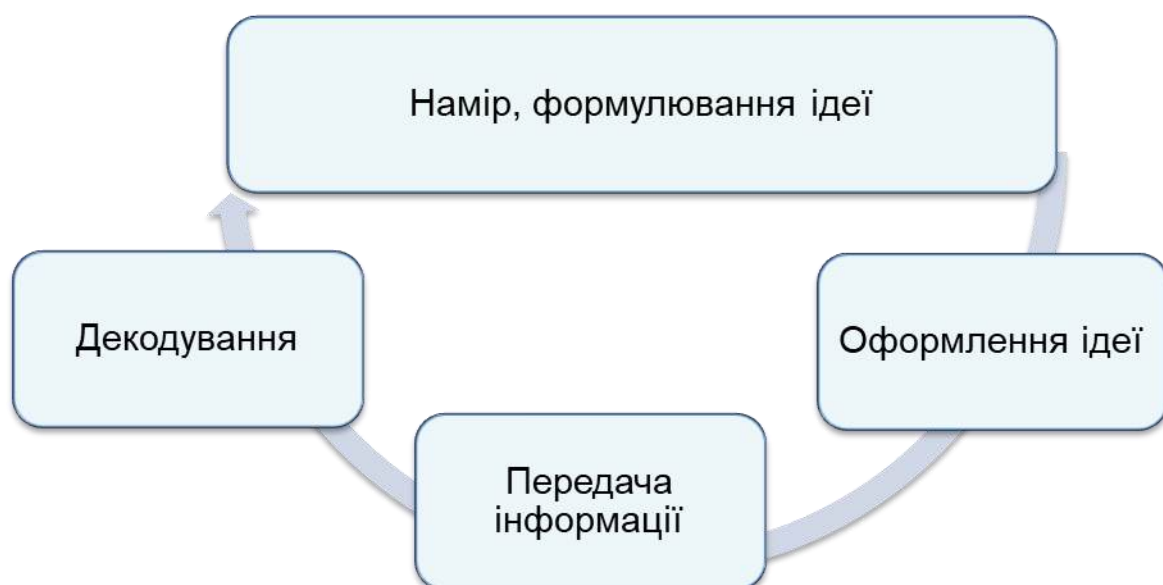 Намір, формулювання ідеї
Декодування
Оформлення ідеї
Передача
інформації